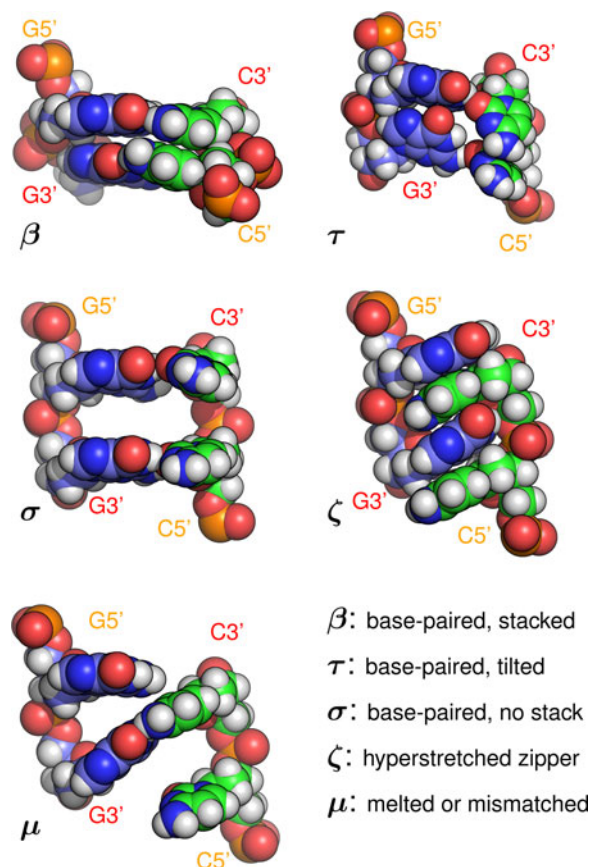 G5'
C3'
G3'
C5'
β
G5'
C3'
G3'
C5'
τ
G5'
C3'
G3'
C5'
σ
G5'
C3'
G3'
C5'
ζ
G5'
C3'
G3'
C5'
μ
β: base-paired, stacked
τ: base-paired, tilted
σ: base-paired, no stack
ζ: hyperstretched zipper
μ: melted or mismatched